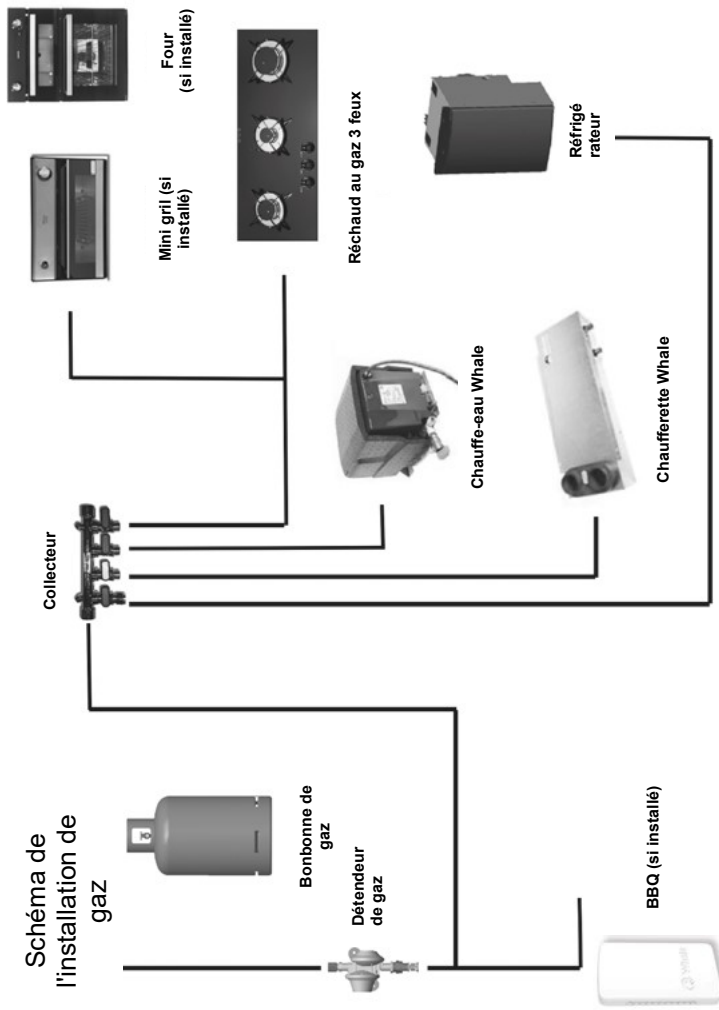 Schéma de
l'installation de
gaz
Bonbonne de
gaz
Détendeur
de gaz
BBQ (si installé)
Collecteur
Mini gril (si
installé)
Four
(si installé)
Réchaud au gaz 3 feux
Chauffe-eau Whale
Chaufferette Whale
Réfrigé
rateur